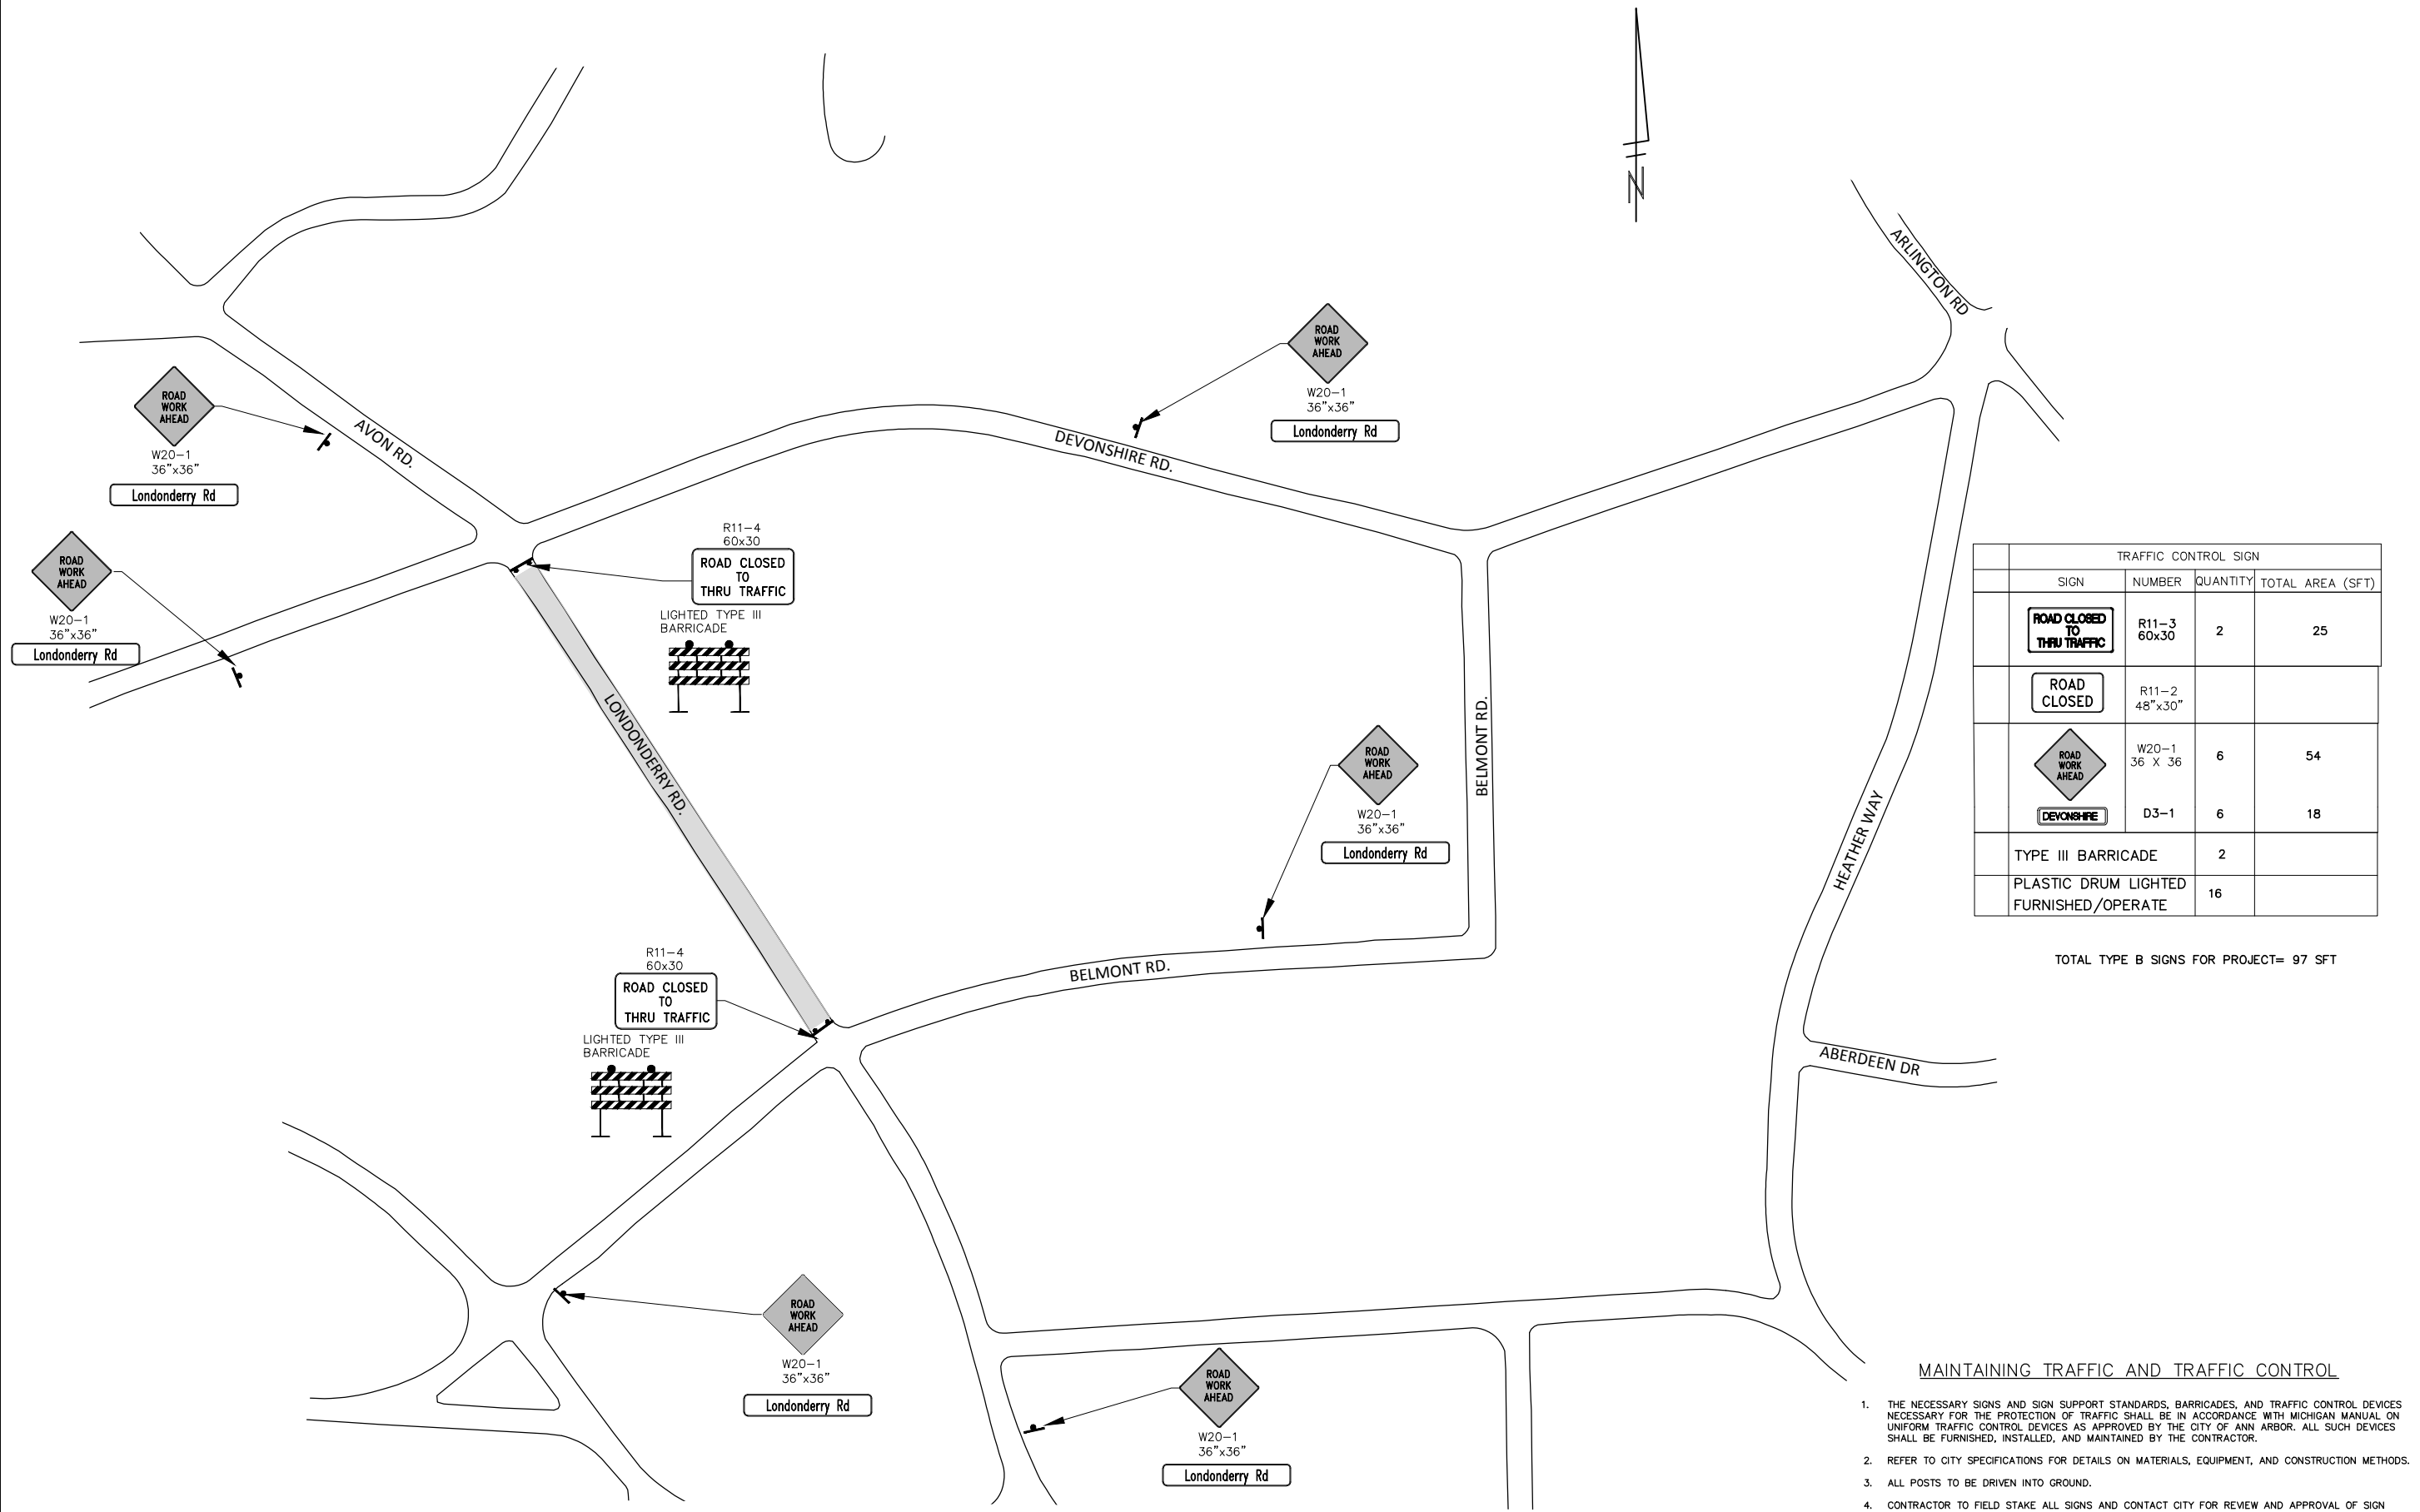 N
ARLINGTON RD
ROAD
WORK
AHEAD
W20-1
36"x36"
Londonderry Rd
ROAD
WORK
AHEAD
W20-1
36"x36"
Londonderry Rd
AVON RD.
DEVONSHIRE RD.
ROAD
WORK
AHEAD
W20-1
36"x36"
Londonderry Rd
R11-4
60x30
ROAD CLOSED
TO
THRU TRAFFIC
LIGHTED TYPE III
BARRICADE
LONDONDERRY RD.
BELMONT RD.
HEATHER WAY
ROAD
WORK
AHEAD
W20-1
36"x36"
Londonderry Rd
TRAFFIC CONTROL SIGN
SIGN NUMBER QUANTITY TOTAL AREA (SFT)
ROAD CLOSED
TO
THRU TRAFFIC
R11-3
60x30
2
25
ROAD
CLOSED
R11-2
48"x30"
ROAD
WORK
AHEAD
W20-1
36 X 36
6
54
DEVONSHIRE D3-1 6 18
TYPE III BARRICADE 2
PLASTIC DRUM LIGHTED
FURNISHED/OPERATE
16
TOTAL TYPE B SIGNS FOR PROJECT= 97 SFT
R11-4
60x30
ROAD CLOSED
TO
THRU TRAFFIC
LIGHTED TYPE III
BARRICADE
BELMONT RD.
ABERDEEN DR
ROAD
WORK
AHEAD
W20-1
36"x36"
Londonderry Rd
ROAD
WORK
AHEAD
W20-1
36"x36"
Londonderry Rd
MAINTAINING TRAFFIC AND TRAFFIC CONTROL
1. THE NECESSARY SIGNS AND SIGN SUPPORT STANDARDS, BARRICADES, AND TRAFFIC CONTROL DEVICES
NECESSARY FOR THE PROTECTION OF TRAFFIC SHALL BE IN ACCORDANCE WITH MICHIGAN MANUAL ON
UNIFORM TRAFFIC CONTROL DEVICES AS APPROVED BY THE CITY OF ANN ARBOR. ALL SUCH DEVICES
SHALL BE FURNISHED, INSTALLED, AND MAINTAINED BY THE CONTRACTOR.
2. REFER TO CITY SPECIFICATIONS FOR DETAILS ON MATERIALS, EQUIPMENT, AND CONSTRUCTION METHODS.
3. ALL POSTS TO BE DRIVEN INTO GROUND.
4. CONTRACTOR TO FIELD STAKE ALL SIGNS AND CONTACT CITY FOR REVIEW AND APPROVAL OF SIGN